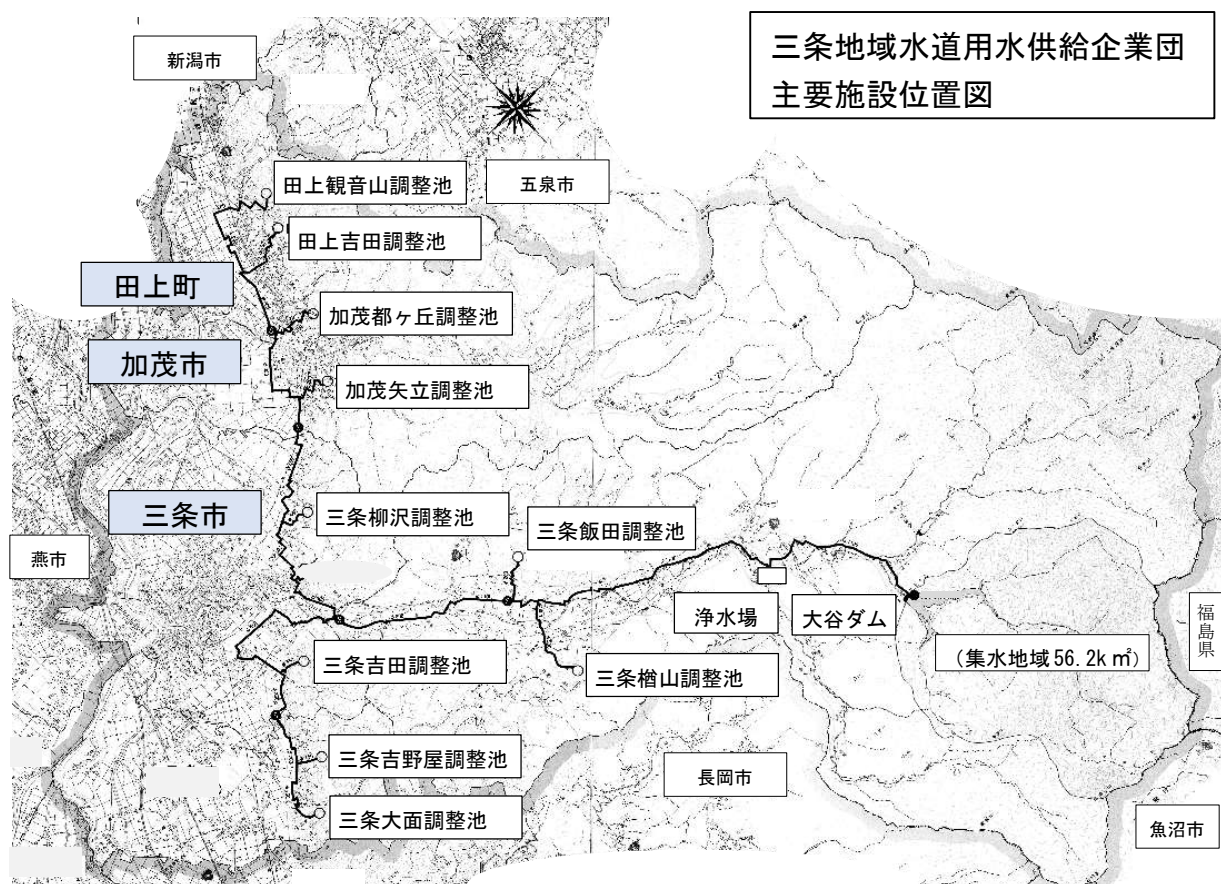 三条地域水道用水供給企業団
主要施設位置図
新潟市
五泉市
田上観音山調整池
田上吉田調整池
田上町
加茂都ヶ丘調整池
加茂市
加茂矢立調整池
三条市
三条柳沢調整池
三条飯田調整池
燕市
浄水場
大谷ダム
福島県
(集水地域56.2k㎡)
三条吉田調整池
三条楢山調整池
三条吉野屋調整池
長岡市
三条大面調整池
魚沼市